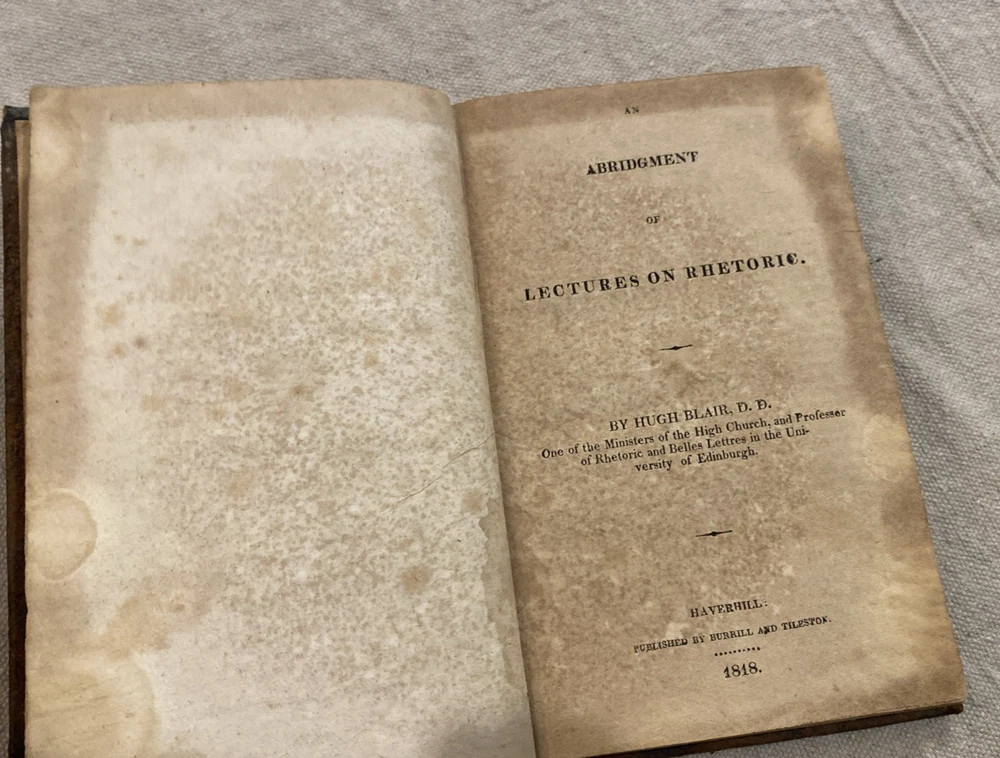 AN
ABRIDGMENT
OF
LECTURES ON RHETORIC.
BY HUGH BLAIR, D. D.
One of the Ministers of the High Church, and Professer
of Rhetoric and Belles Lettres in the Uni-
versity of Edinburgh.
HAVERHILL:
PUBLISHED BY BURRILL AND TILESTON.
..........
1818.